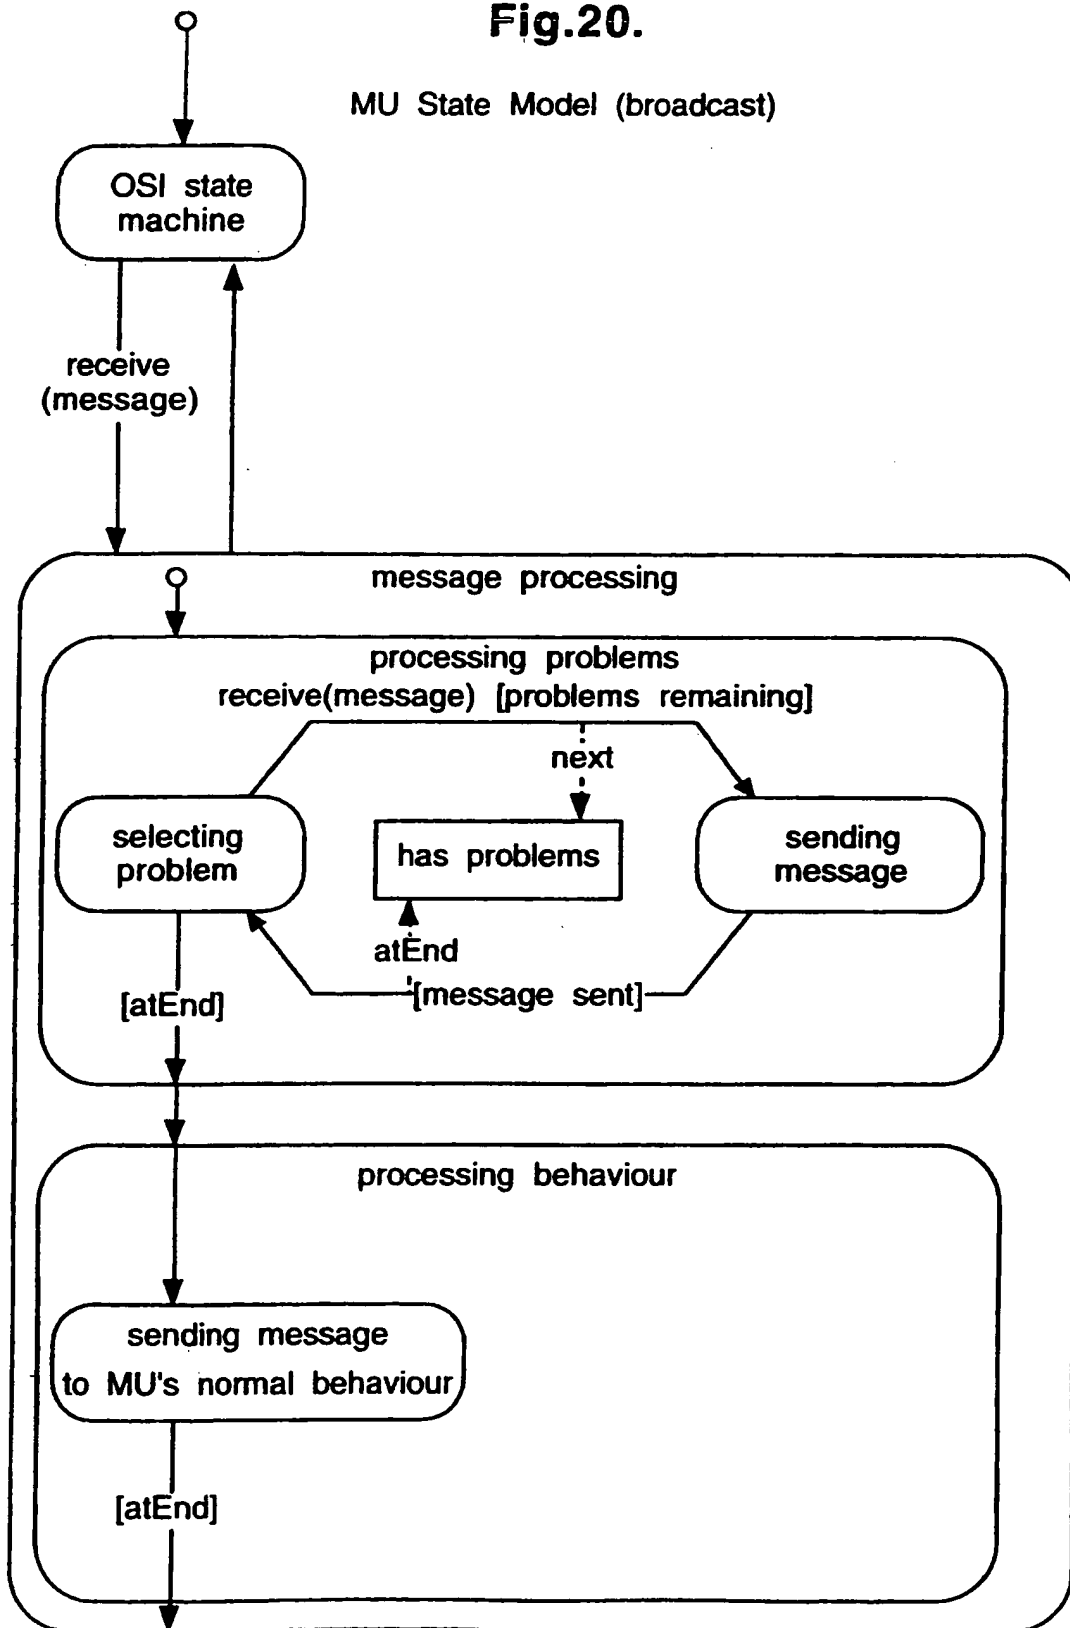 Fig.20.
MU State Model (broadcast)
OSI state
machine
receive
(message)
message processing
processing problems
receive(message) [problems remaining]
next
selecting
problem
has problems
sending
message
atEnd
[message sent]
[atEnd]
processing behaviour
sending message
to MU's normal behaviour
[atEnd]